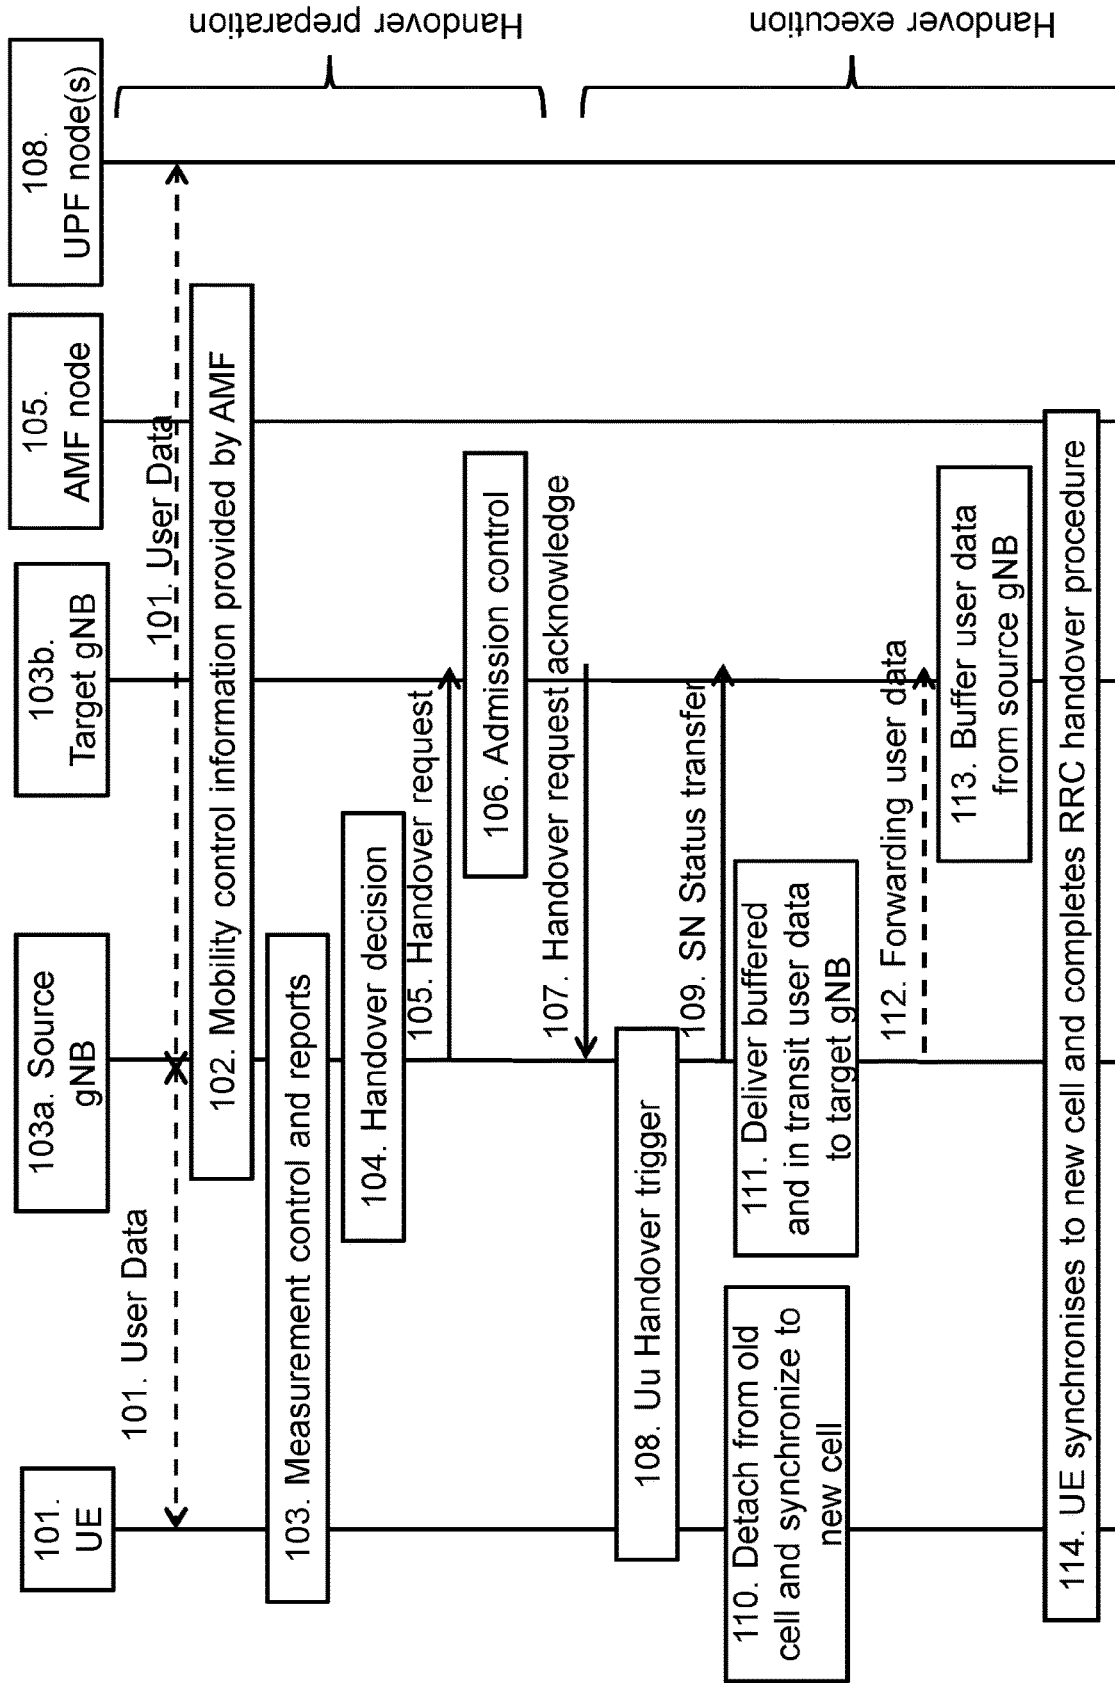 101.
UE
103a. Source
gNB
103b.
Target gNB
105.
AMF node
108.
UPF node(s)
101. User Data
101. User Data
102. Mobility control information provided by AMF
103. Measurement control and reports
104. Handover decision
105. Handover request
106. Admission control
107. Handover request acknowledge
Handover preparation
108. Uu Handover trigger
109. SN Status transfer
110. Detach from old
cell and synchronize to
new cell
111. Deliver buffered
and in transit user data
to target gNB
112. Forwarding user data
113. Buffer user data
from source gNB
114. UE synchronises to new cell and completes RRC handover procedure
Handover execution